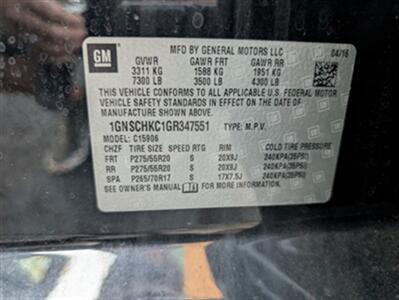 GM
MFD BY GENERAL MOTORS LLC 04/16
GVWR GAWR FRT GAWR RR
3311 KG 1588 KG 1951 KG
7300 LB 3500 LB 4300 LB
THIS VEHICLE CONFORMS TO ALL APPLICABLE U.S. FEDERAL MOTOR
VEHICLE SAFETY STANDARDS IN EFFECT ON THE DATE OF
MANUFACTURE SHOWN ABOVE.
1GNSCHKC1GR347551 TYPE: M.P.V.
MODEL: C15906
CHZF TIRE SIZE SPEED RTG RIM COLD TIRE PRESSURE
FRT P275/55R20 S 20X9J 240KPA(35PSI)
RR P275/55R20 S 20X9J 240KPA(35PSI)
SPA P265/70R17 S 17X7.5J 240KPA(35PSI)
SEE OWNER'S MANUAL FOR MORE INFORMATION.